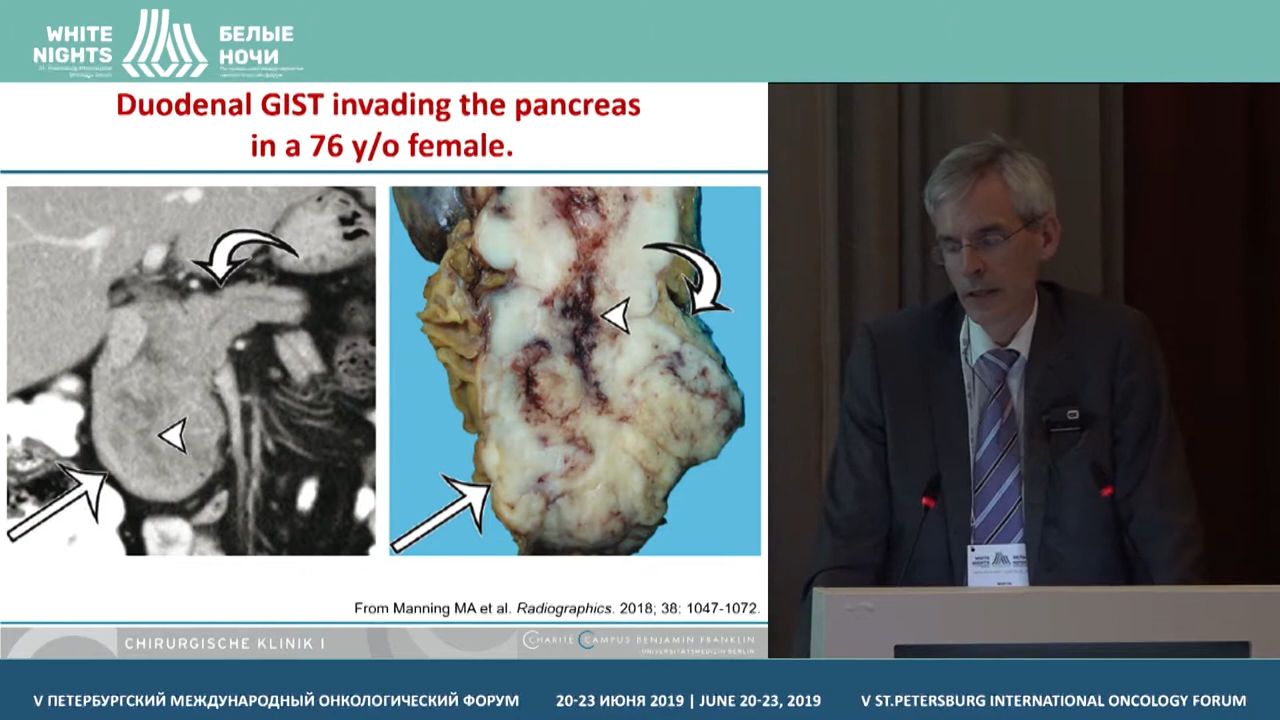 WHITE
NIGHTS
БЕЛЫЕ
НОЧИ
Duodenal GIST invading the pancreas
in a 76 y/o female.
From Manning MA et al. Radiographics. 2018; 38: 1047-1072.
CHIRURGISCHE KLINIK I
CHARITÉ CAMPUS BENJAMIN FRANKLIN
UNIVERSITÄTSMEDIZIN BERLIN
WHITE
NIGHTS
V ПЕТЕРБУРГСКИЙ МЕЖДУНАРОДНЫЙ ОНКОЛОГИЧЕСКИЙ ФОРУМ
20-23 ИЮНЯ 2019 | JUNE 20-23, 2019
V ST.PETERSBURG INTERNATIONAL ONCOLOGY FORUM